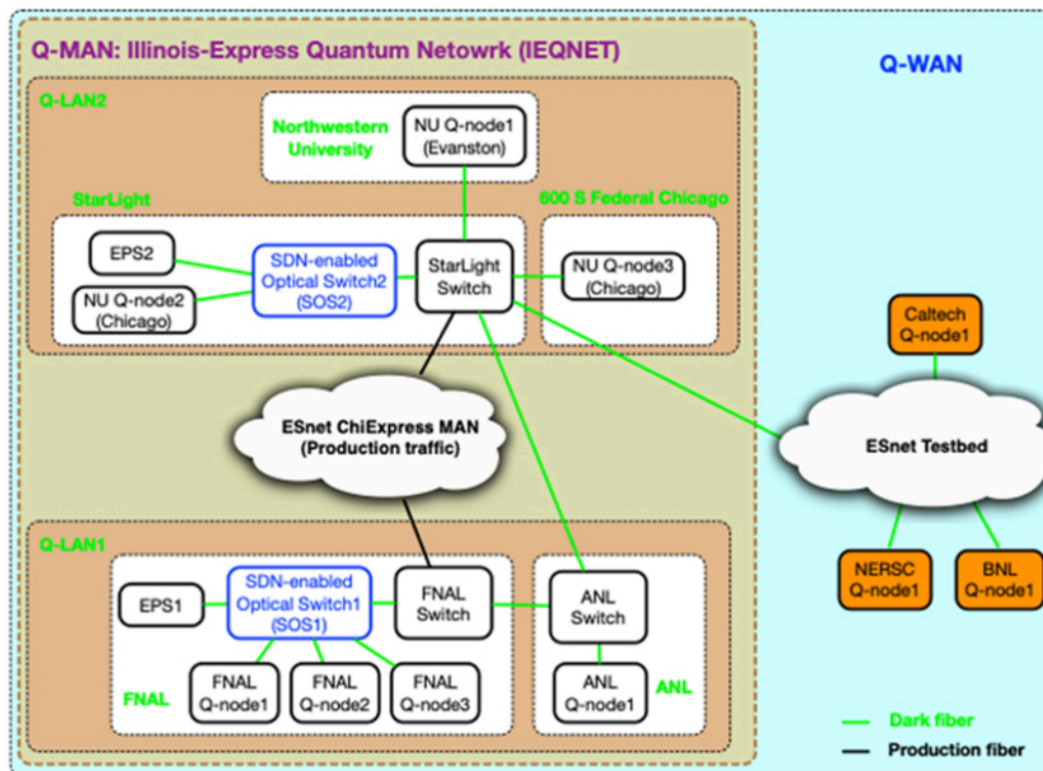 Q-MAN: Illinois-Express Quantum Netowrk (IEQNET)
Q-WAN
Q-LAN2
Northwestern
University
NU Q-node1
(Evanston)
StarLight
600 S Federal Chicago
EPS2
NU Q-node2
(Chicago)
SDN-enabled
Optical Switch2
(SOS2)
StarLight
Switch
NU Q-node3
(Chicago)
Caltech
Q-node1
ESnet ChiExpress MAN
(Production traffic)
ESnet Testbed
Q-LAN1
EPS1
SDN-enabled
Optical Switch1
(SOS1)
FNAL
Switch
ANL
Switch
NERSC
Q-node1
BNL
Q-node1
FNAL
FNAL
Q-node1
FNAL
Q-node2
FNAL
Q-node3
ANL
Q-node1
ANL
Dark fiber
Production fiber